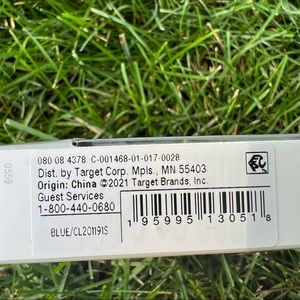 080 08 4378 C-001468-01-017-0028
Dist. by Target Corp. Mpls., MN 55403
Origin: China ©2021 Target Brands, Inc.
Guest Services
1-800-440-0680
BLUE/CL201191S
1 95995 13051 8
0559